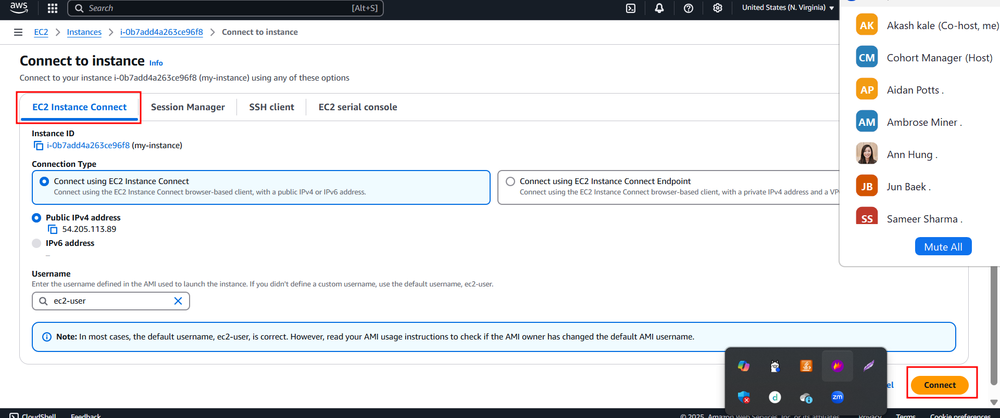 aws
Search [Alt+S]
United States (N. Virginia)
EC2 > Instances > i-0b7add4a263ce96f8 > Connect to instance
Connect to instance Info
Connect to your instance i-0b7add4a263ce96f8 (my-instance) using any of these options
EC2 Instance Connect Session Manager SSH client EC2 serial console
Instance ID
i-0b7add4a263ce96f8 (my-instance)
Connection Type
Connect using EC2 Instance Connect
Connect using the EC2 Instance Connect browser-based client, with a public IPv4 or IPv6 address.
Connect using EC2 Instance Connect Endpoint
Connect using the EC2 Instance Connect browser-based client, with a private IPv4 address and a VP
Public IPv4 address
54.205.113.89
IPv6 address
–
Username
Enter the username defined in the AMI used to launch the instance. If you didn't define a custom username, use the default username, ec2-user.
ec2-user
Note: In most cases, the default username, ec2-user, is correct. However, read your AMI usage instructions to check if the AMI owner has changed the default AMI username.
el
Connect
AK Akash kale (Co-host, me)
CM Cohort Manager (Host)
AP Aidan Potts .
AM Ambrose Miner .
Ann Hung .
JB Jun Baek .
SS Sameer Sharma .
Mute All
d
zm
CloudShell Feedback
© 2025, Amazon Web Services, Inc. or its affiliates. Privacy Terms Cookie preferences